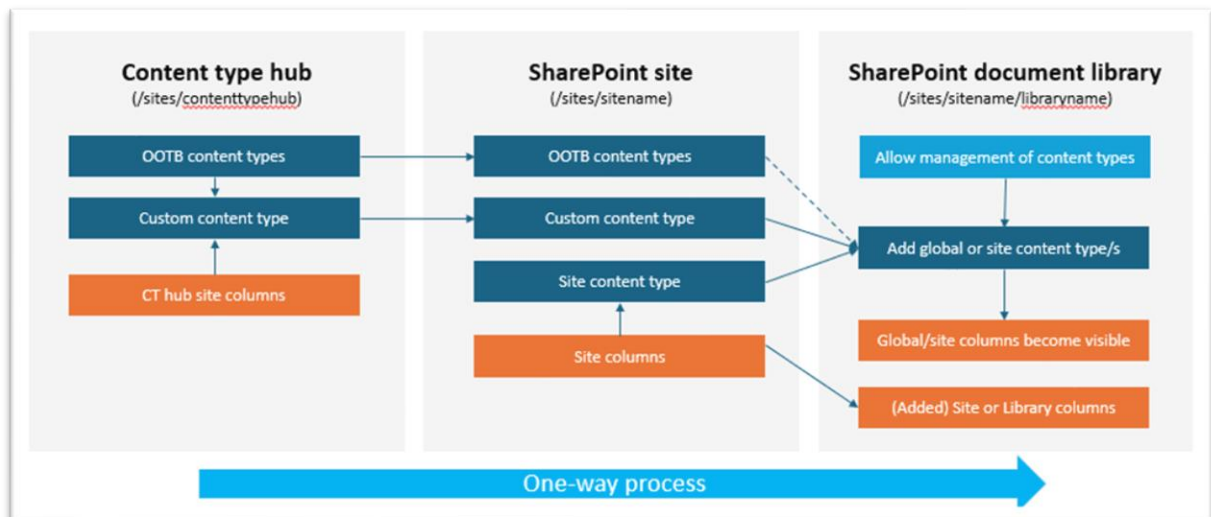 Content type hub
(/sites/contenttypehub)
OOTB content types
Custom content type
CT hub site columns
SharePoint site
(/sites/sitename)
OOTB content types
Custom content type
Site content type
Site columns
SharePoint document library
(/sites/sitename/libraryname)
Allow management of content types
Add global or site content type/s
Global/site columns become visible
(Added) Site or Library columns
One-way process